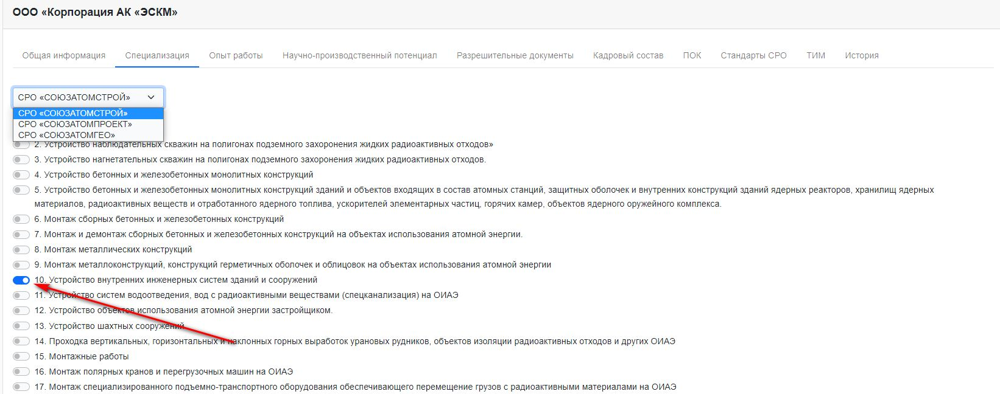 ООО «Корпорация АК «ЭСКМ»
Общая информация Специализация Опыт работы Научно-производственный потенциал Разрешительные документы Кадровый состав ПОК Стандарты СРО ТИМ История
СРО «СОЮЗАТОМСТРОЙ»
СРО «СОЮЗАТОМСТРОЙ»
СРО «СОЮЗАТОМПРОЕКТ»
СРО «СОЮЗАТОМГЕО»
2. Устройство наблюдательных скважин на полигонах подземного захоронения жидких радиоактивных отходов»
3. Устройство нагнетательных скважин на полигонах подземного захоронения жидких радиоактивных отходов.
4. Устройство бетонных и железобетонных монолитных конструкций
5. Устройство бетонных и железобетонных монолитных конструкций зданий и объектов входящих в состав атомных станций, защитных оболочек и внутренних конструкций зданий ядерных реакторов, хранилищ ядерных
материалов, радиоактивных веществ и отработанного ядерного топлива, ускорителей элементарных частиц, горячих камер, объектов ядерного оружейного комплекса.
6. Монтаж сборных бетонных и железобетонных конструкций
7. Монтаж и демонтаж сборных бетонных и железобетонных конструкций на объектах использования атомной энергии.
8. Монтаж металлических конструкций
9. Монтаж металлоконструкций, конструкций герметичных оболочек и облицовок на объектах использования атомной энергии
10. Устройство внутренних инженерных систем зданий и сооружений
11. Устройство систем водоотведения, вод с радиоактивными веществами (спецканализация) на ОИАЭ
12. Устройство объектов использования атомной энергии застройщиком.
13. Устройство шахтных сооружений
14. Проходка вертикальных, горизонтальных и наклонных горных выработок урановых рудников, объектов изоляции радиоактивных отходов и других ОИАЭ
15. Монтажные работы
16. Монтаж полярных кранов и перегрузочных машин на ОИАЭ
17. Монтаж специализированного подъемно-транспортного оборудования обеспечивающего перемещение грузов с радиоактивными материалами на ОИАЭ